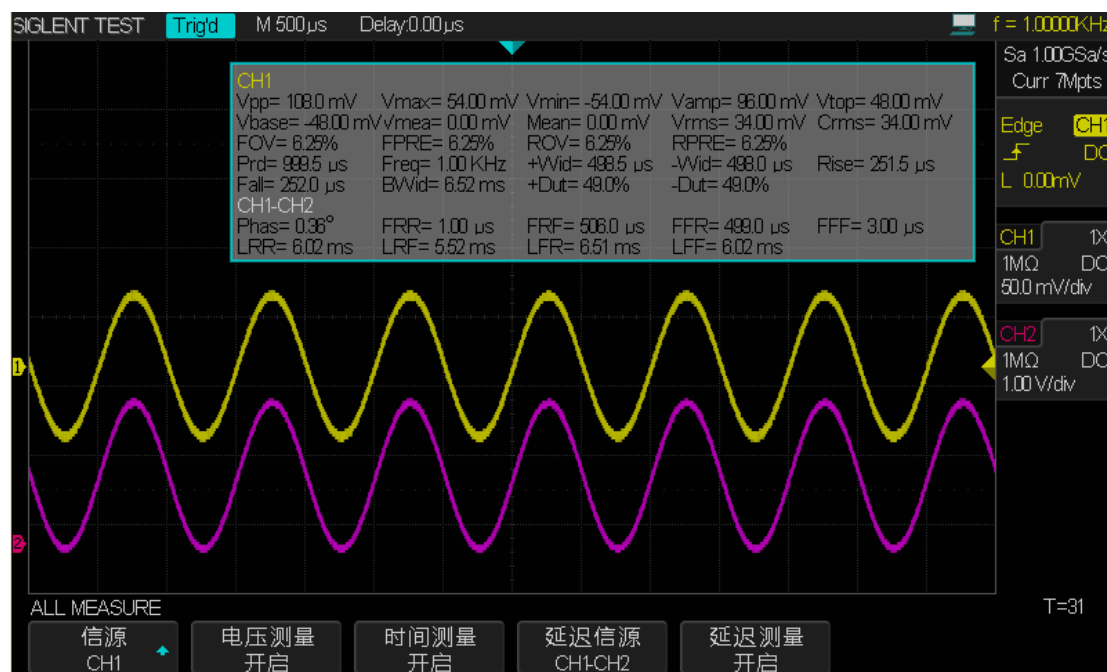 SIGLENT TEST Trig'd M 500µs Delay:0.00µs f = 1.00000KHz
Sa 1.00GSa/s
Curr 7Mpts
CH1
Vpp= 108.0 mV Vmax= 54.00 mV Vmin= -54.00 mV Vamp= 96.00 mV Vtop= 48.00 mV
Vbase= -48.00 mV Vmea= 0.00 mV Mean= 0.00 mV Vrms= 34.00 mV Crms= 34.00 mV
FOV= 6.25% FPRE= 6.25% ROV= 6.25% RPRE= 6.25%
Prd= 999.5 µs Freq= 1.00 KHz +Wid= 498.5 µs -Wid= 498.0 µs Rise= 251.5 µs
Fall= 252.0 µs BWid= 6.52 ms +Dut= 49.0% -Dut= 49.0%
CH1-CH2
Phas= 0.36° FRR= 1.00 µs FRF= 506.0 µs FFR= 499.0 µs FFF= 3.00 µs
LRR= 6.02 ms LRF= 5.52 ms LFR= 6.51 ms LFF= 6.02 ms
Edge CH1
DC
L 0.00mV
CH1 1X
1MΩ DC
50.0 mV/div
CH2 1X
1MΩ DC
1.00 V/div
1
2
ALL MEASURE T=31
信源 电压测量 时间测量 延迟信源 延迟测量
CH1 开启 开启 CH1-CH2 开启